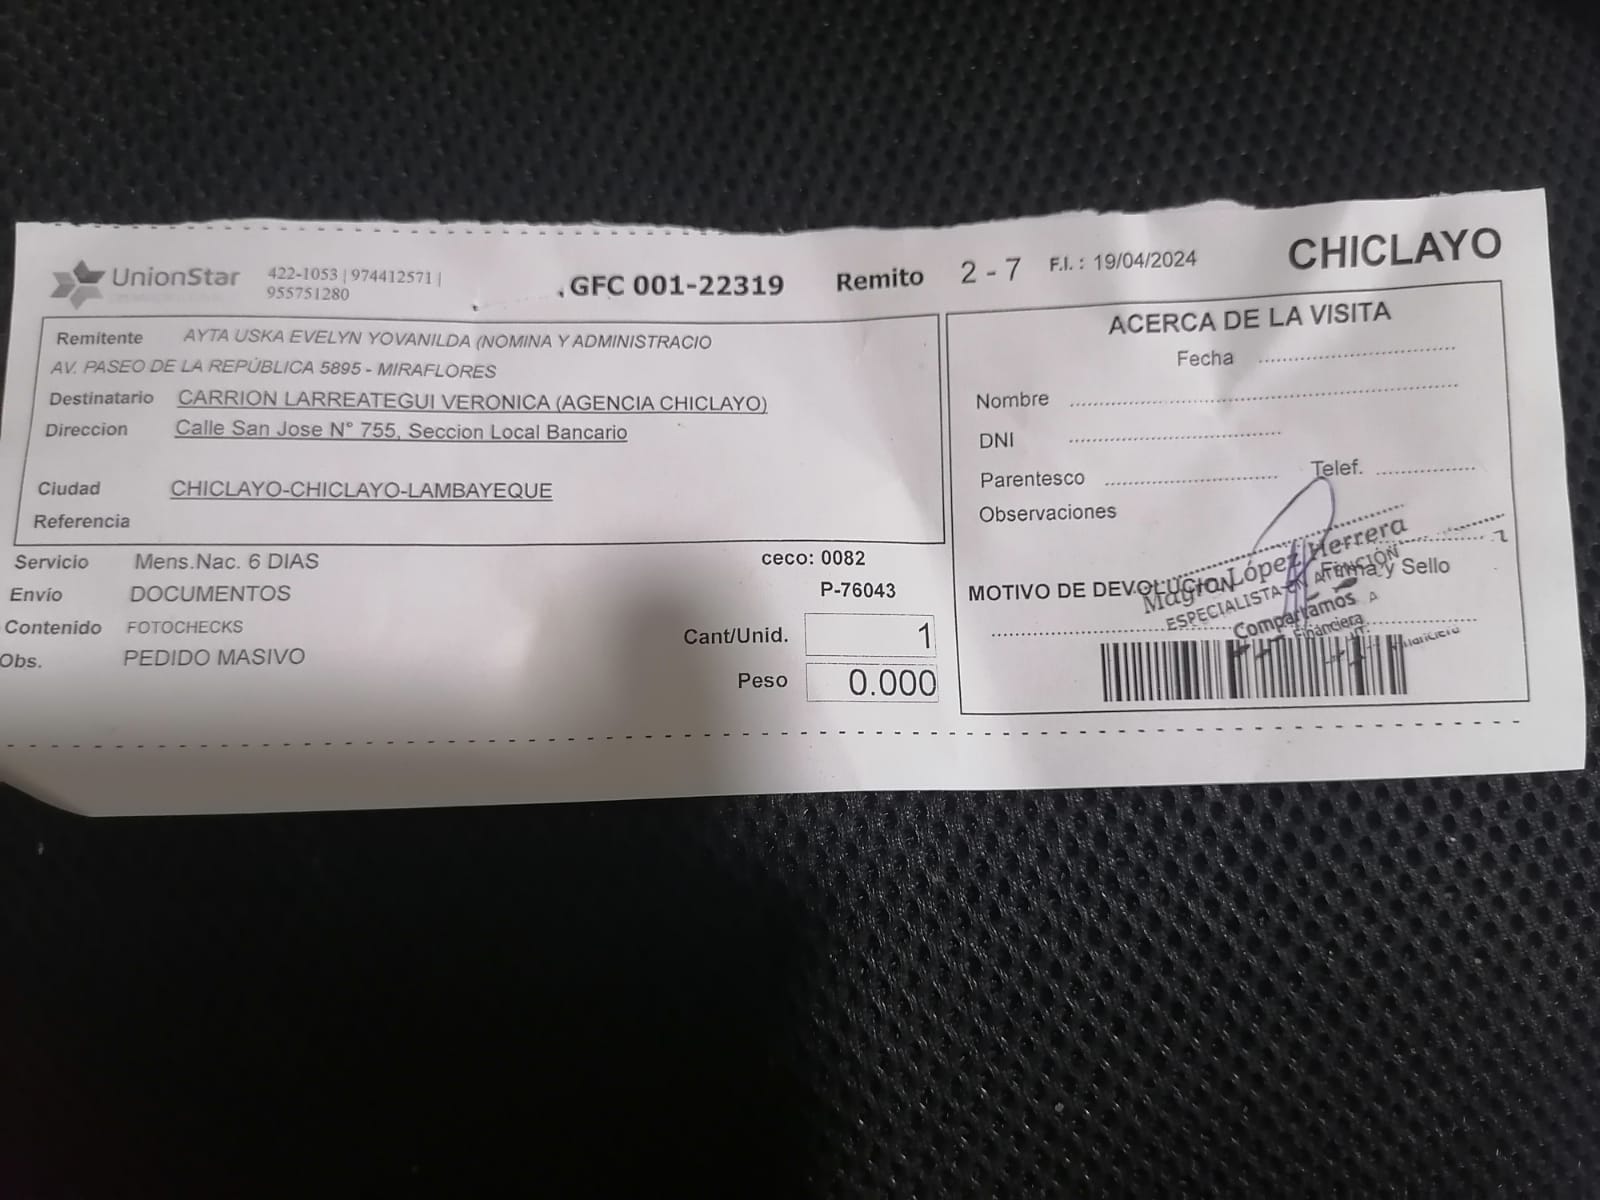 UnionStar
422-1053 | 974412571 |
955751280
GFC 001-22319
Remito 2 - 7
F.I. : 19/04/2024
CHICLAYO
Remitente AYTA USKA EVELYN YOVANILDA (NOMINA Y ADMINISTRACIO
AV. PASEO DE LA REPÚBLICA 5895 - MIRAFLORES
Destinatario CARRION LARREATEGUI VERONICA (AGENCIA CHICLAYO)
Direccion Calle San Jose N° 755, Seccion Local Bancario
Ciudad CHICLAYO-CHICLAYO-LAMBAYEQUE
Referencia
Servicio Mens.Nac. 6 DIAS
ceco: 0082
Envío DOCUMENTOS
P-76043
Contenido FOTOCHECKS
Cant/Unid. 1
Obs. PEDIDO MASIVO
Peso 0.000
ACERCA DE LA VISITA
Fecha
Nombre
DNI
Parentesco
Telef.
Observaciones
MOTIVO DE DEVOLUCION
Firma y Sello
López Herrera
ESPECIALISTA EN ATENCIÓN
Compartamos
Financiera